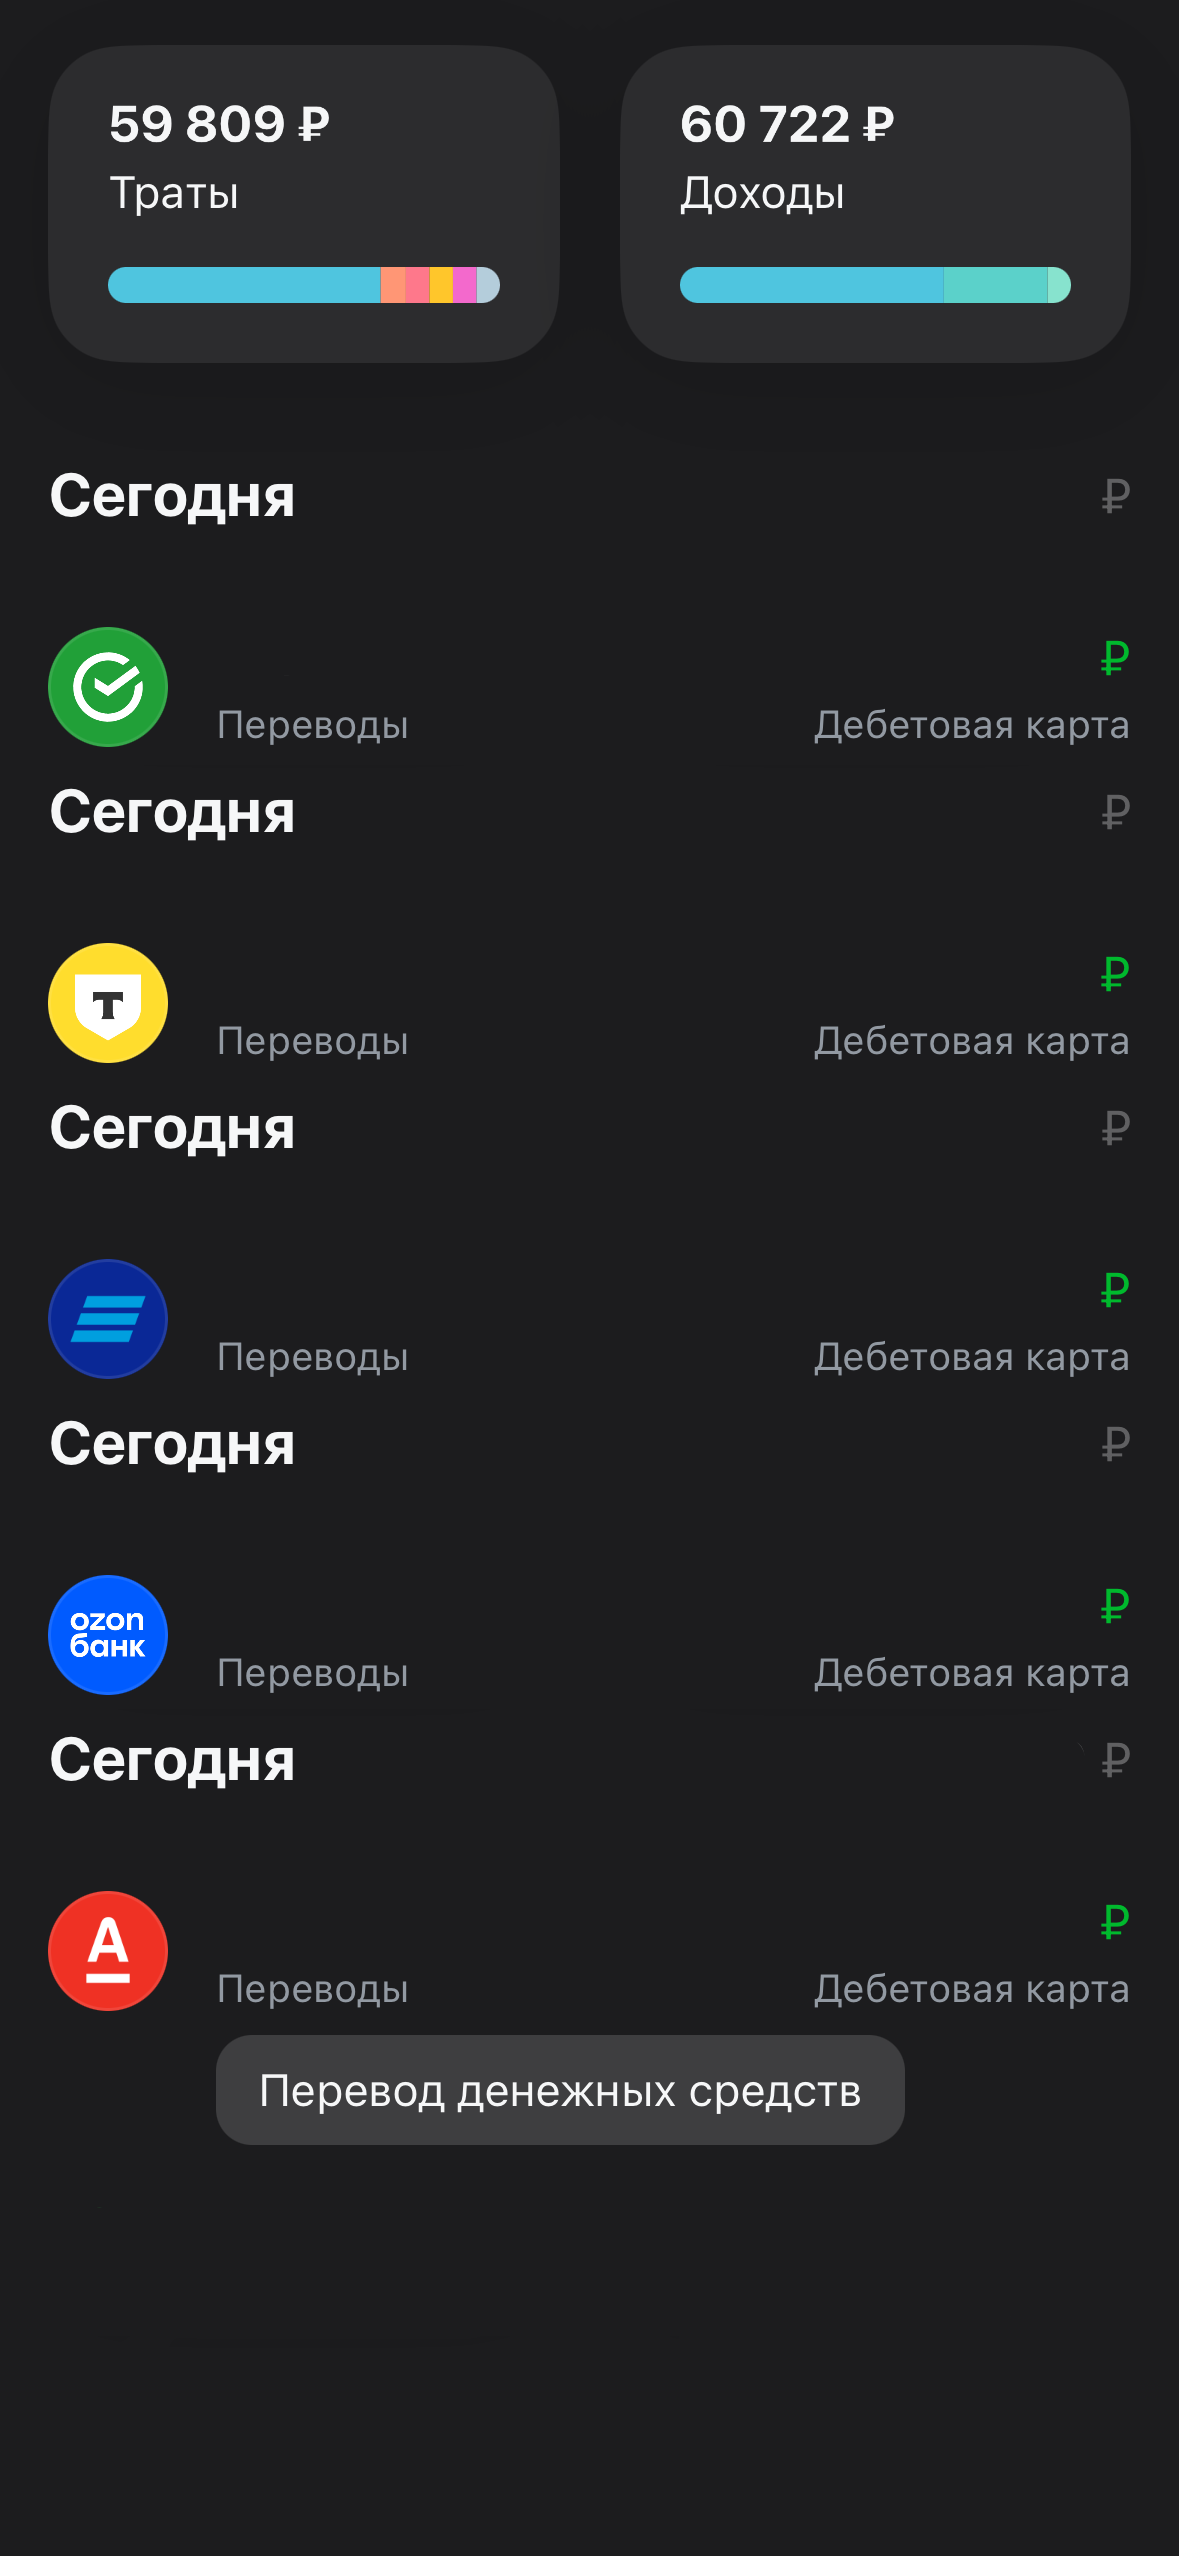 59 809 ₽
60 722 ₽
Траты
Доходы
Сегодня ₽
₽
Переводы
Дебетовая карта
Сегодня ₽
Т
₽
Переводы
Дебетовая карта
Сегодня ₽
₽
Переводы
Дебетовая карта
Сегодня ₽
ozon
банк
₽
Переводы
Дебетовая карта
Сегодня ₽
А
₽
Переводы
Дебетовая карта
Перевод денежных средств